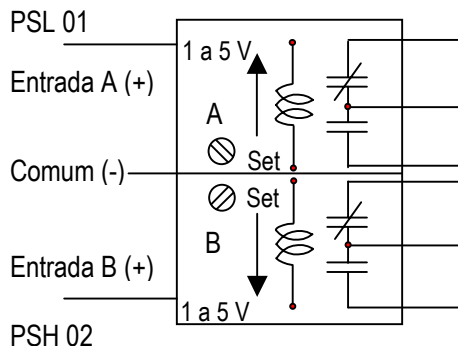 PSL 01
1 a 5 V
Entrada A (+)
A
Set
Comum (-)
Set
B
Entrada B (+)
1 a 5 V
PSH 02